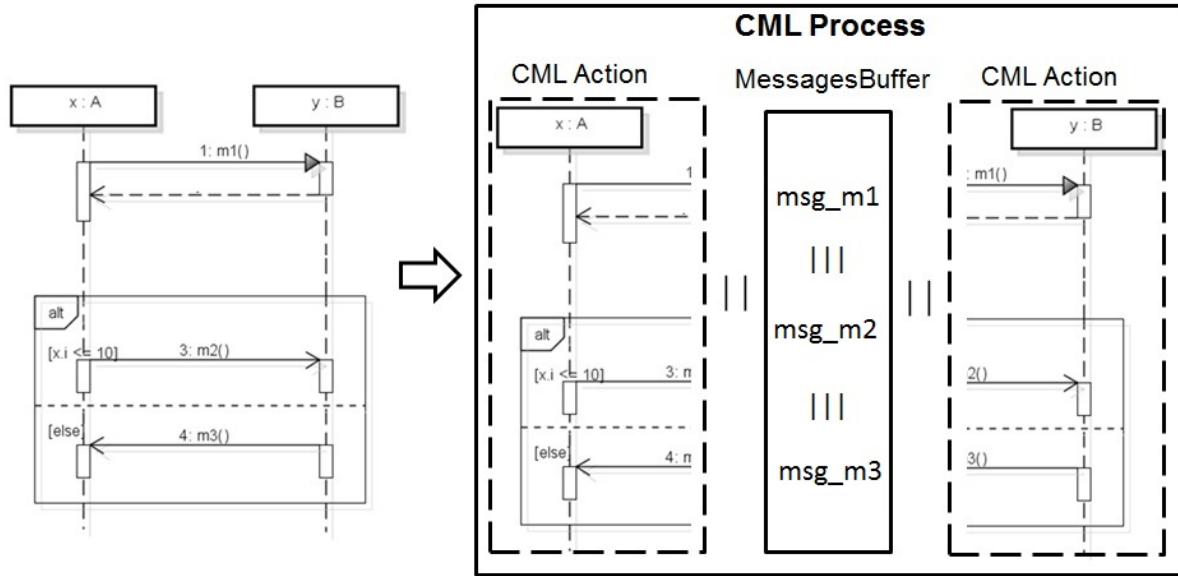 x : A
y : B
1: m1()
alt
[x.i <= 10]
3: m2()
[else]
4: m3()
CML Process
CML Action
MessagesBuffer
CML Action
x : A
1
alt
[x.i <= 10]
3: m
[else]
4: m
||
msg_m1
|||
msg_m2
|||
msg_m3
||
y : B
: m1()
2()
3()